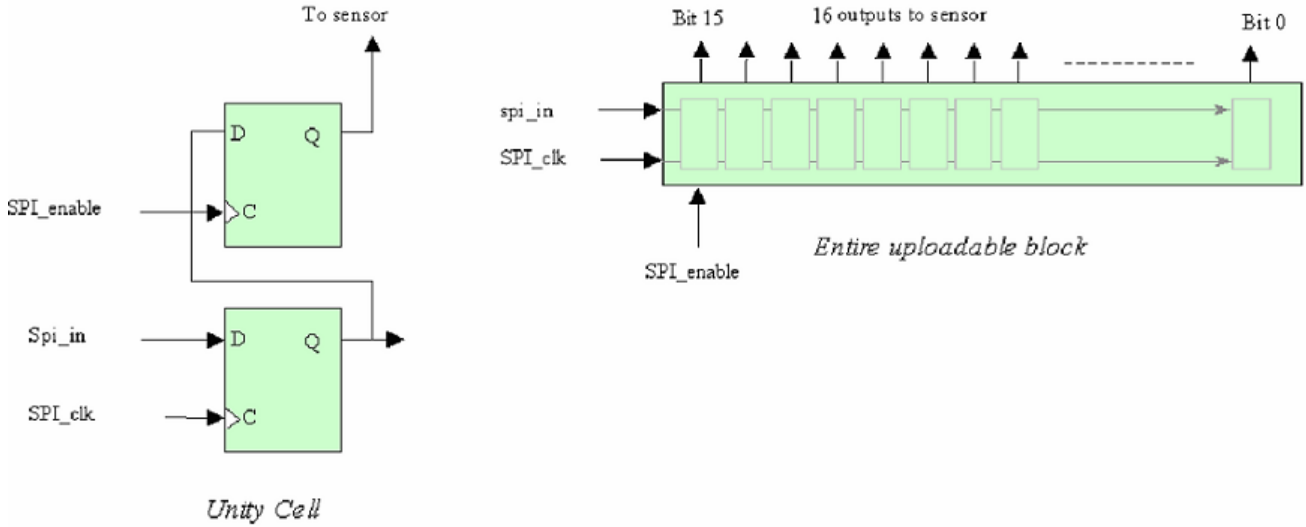 To sensor
D
Q
SPI_enable
C
Spi_in
D
Q
SPI_clk
C
Unity Cell
Bit 15
16 outputs to sensor
Bit 0
spi_in
SPI_clk
SPI_enable
Entire uploadable block